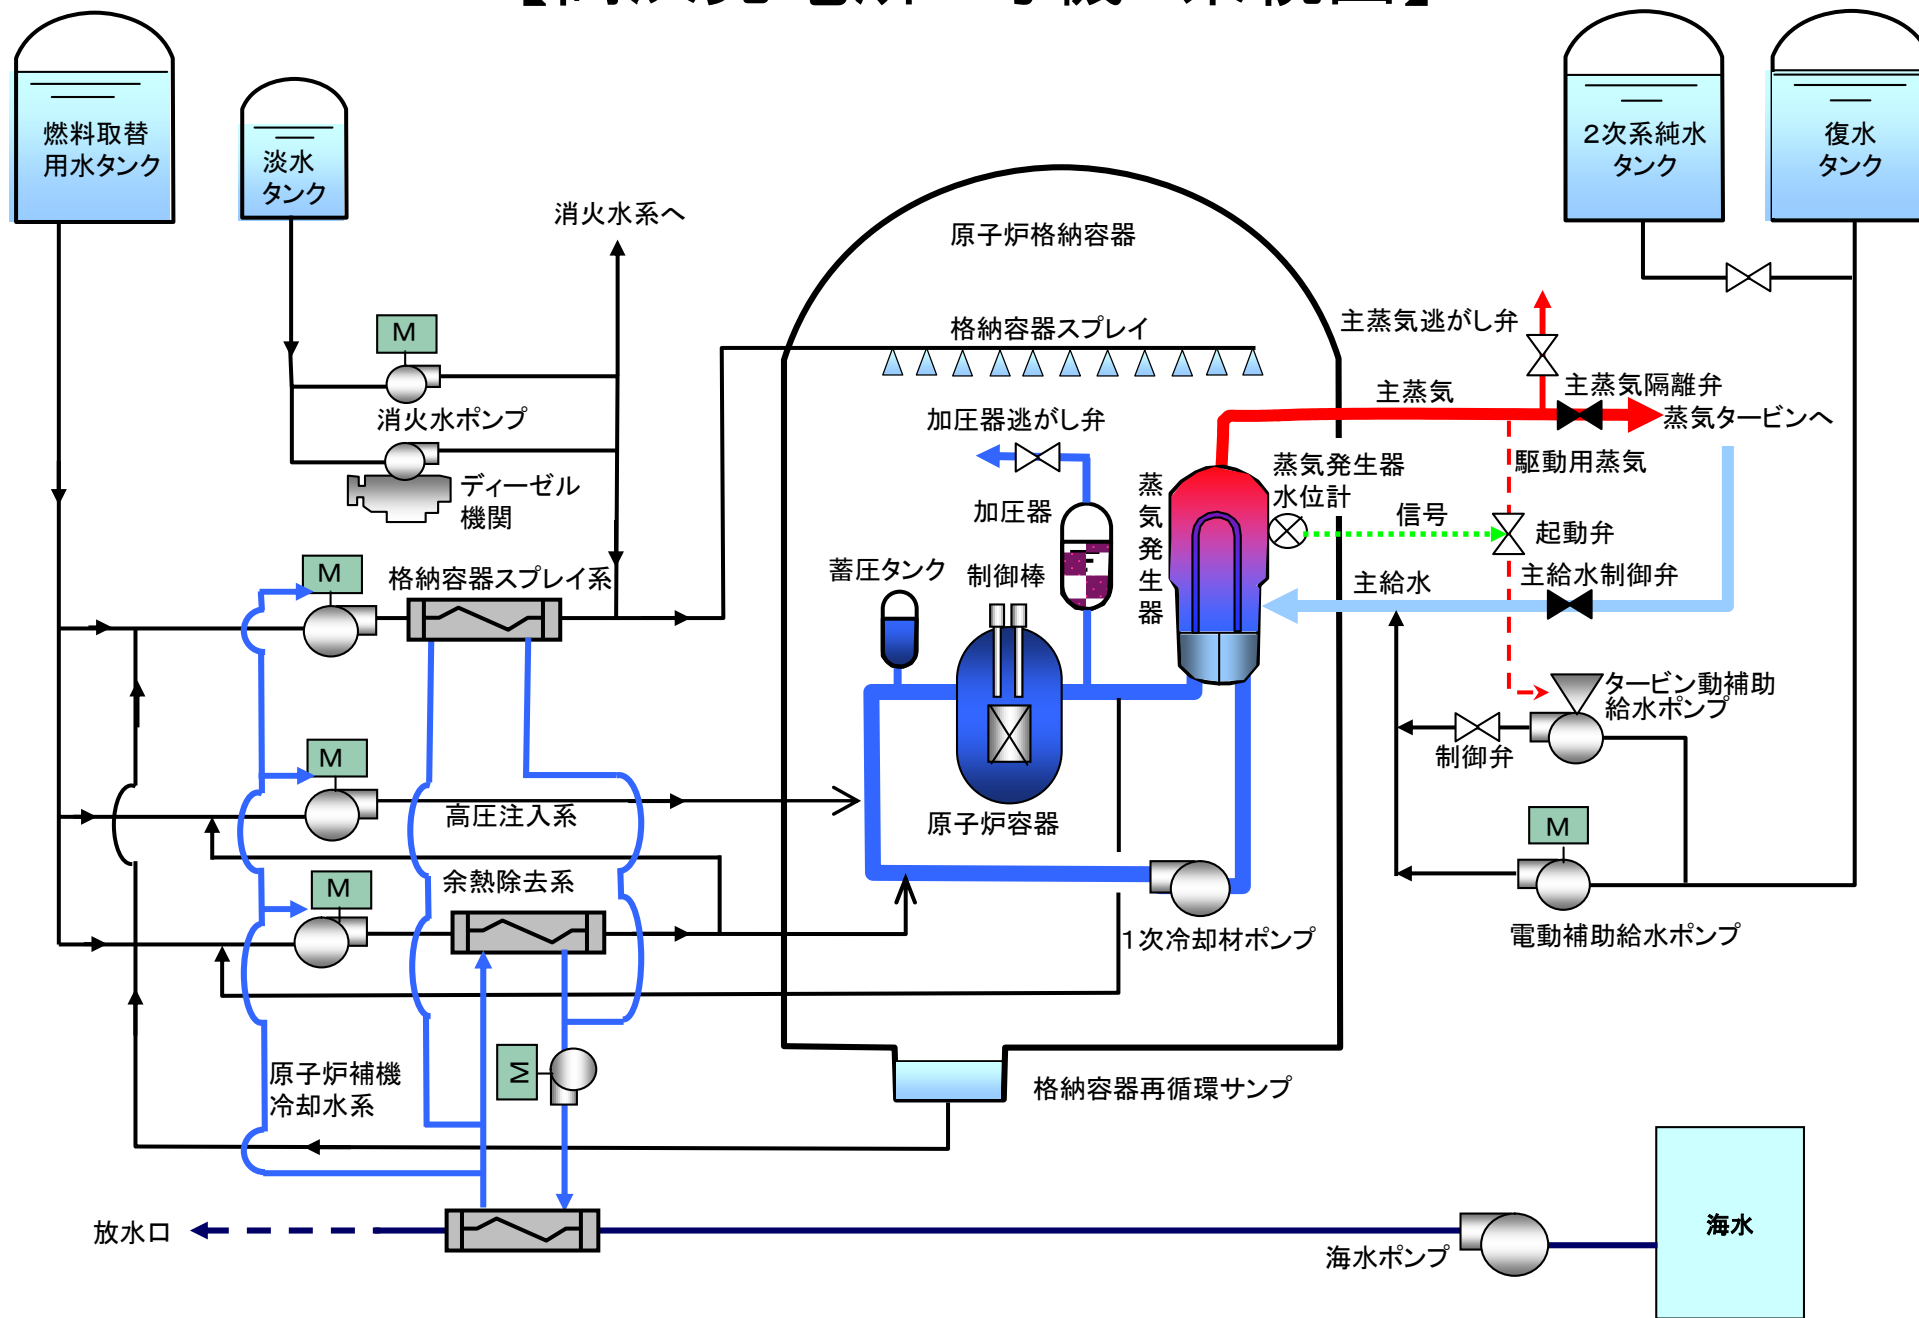 燃料取替
用水タンク
淡水
タンク
消火水系へ
原子炉格納容器
2次系純水
タンク
復水
タンク
M
消火水ポンプ
ディーゼル
機関
格納容器スプレイ
主蒸気逃がし弁
主蒸気
主蒸気隔離弁
蒸気タービンへ
加圧器逃がし弁
駆動用蒸気
蒸気発生器
水位計
蒸気発生器
加圧器
信号
起動弁
蓄圧タンク
制御棒
主給水
主給水制御弁
M
格納容器スプレイ系
タービン動補助
給水ポンプ
制御弁
M
高圧注入系
原子炉容器
M
余熱除去系
M
1次冷却材ポンプ
M
電動補助給水ポンプ
原子炉補機
冷却水系
M
格納容器再循環サンプ
放水口
海水ポンプ
海水